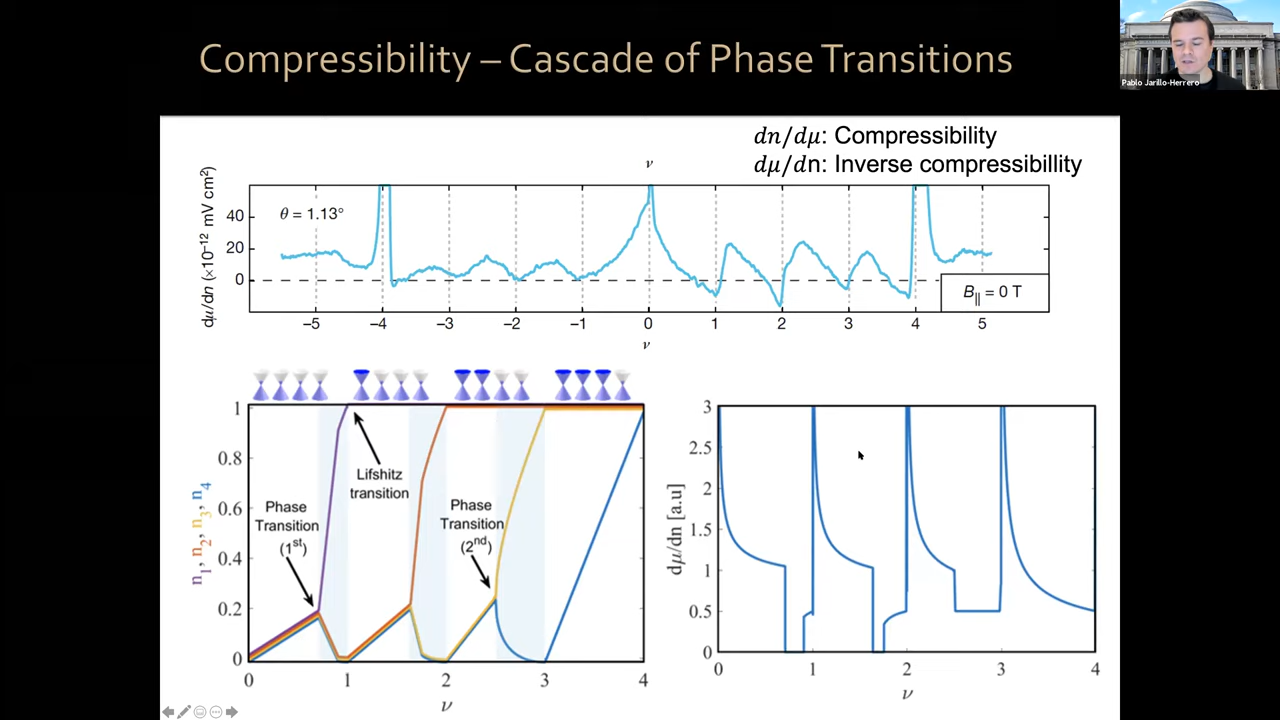 Compressibility – Cascade of Phase Transitions
Pablo Jarillo-Herrero
dn/dμ: Compressibility
dμ/dn: Inverse compressibillity
ν
dμ/dn (×10⁻¹² mV cm²)
40
20
0
θ = 1.13°
B∥ = 0 T
–5 –4 –3 –2 –1 0 1 2 3 4 5
ν
n₁, n₂, n₃, n₄
1
0.8
0.6
0.4
0.2
0
Lifshitz
transition
Phase
Transition
(1st)
Phase
Transition
(2nd)
0 1 2 3 4
ν
dμ/dn [a.u]
3
2.5
2
1.5
1
0.5
0
0 1 2 3 4
ν